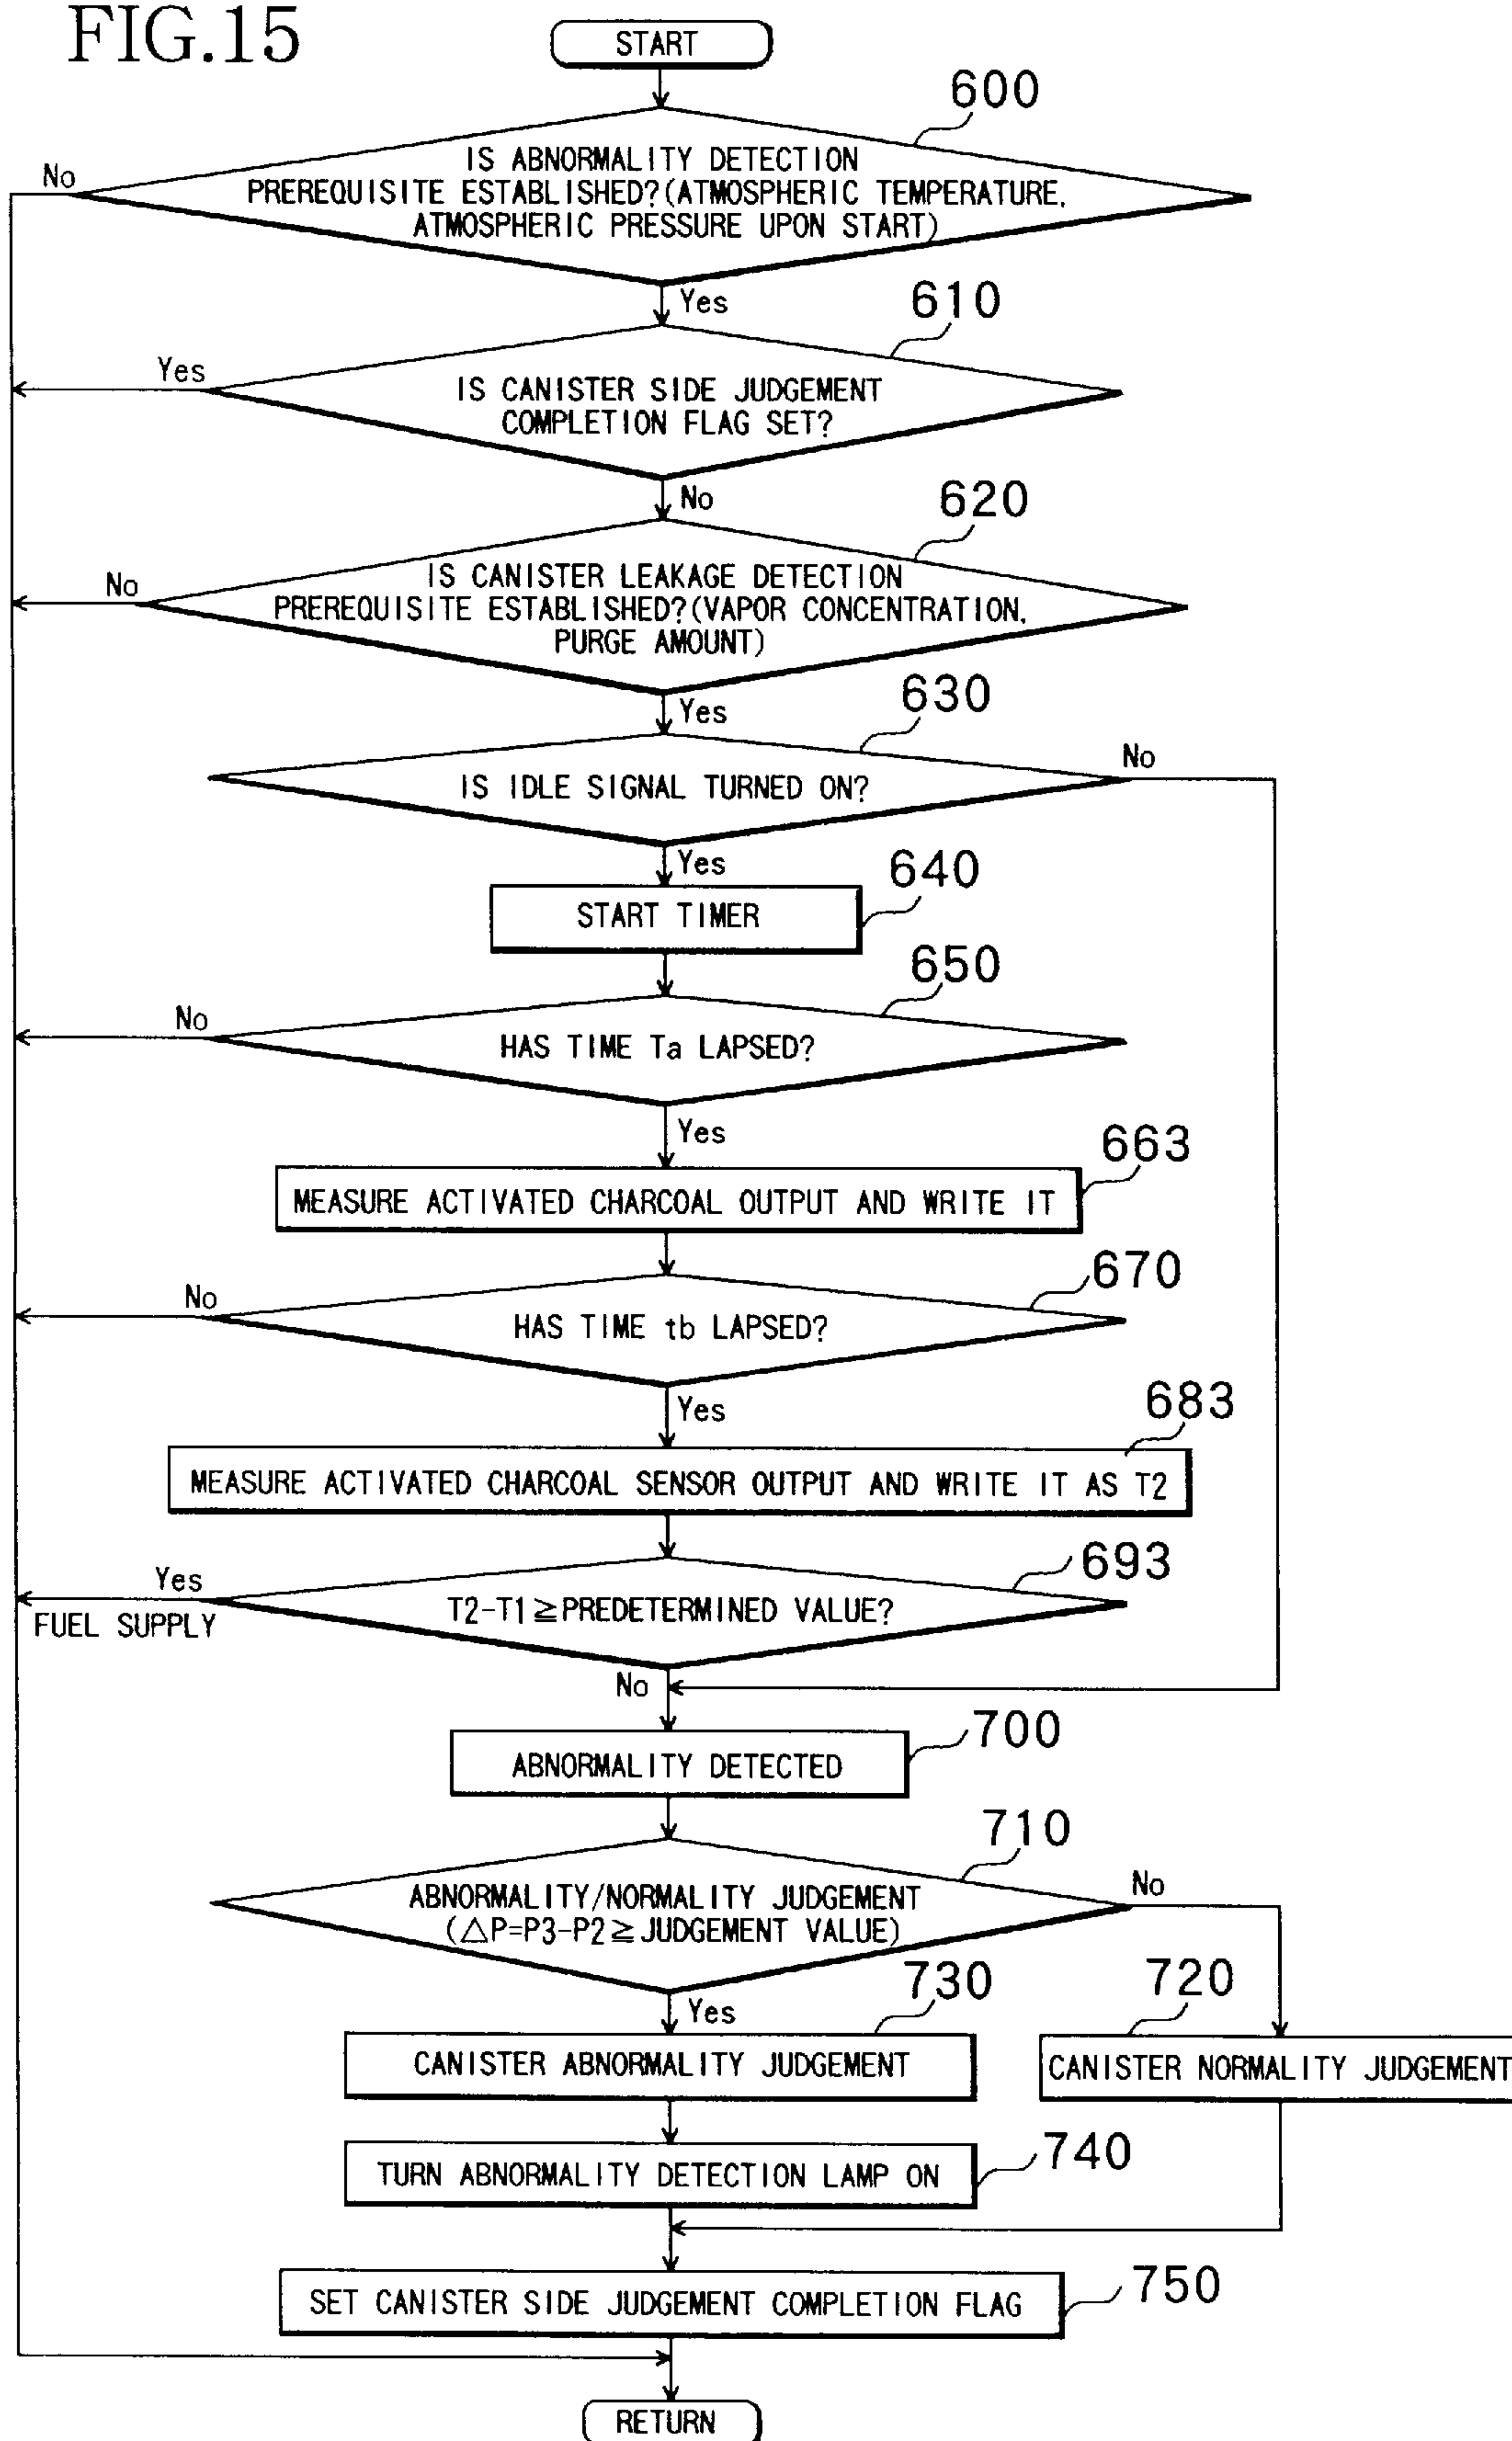 FIG.15
START
600
IS ABNORMALITY DETECTION
PREREQUISITE ESTABLISHED?(ATMOSPHERIC TEMPERATURE,
ATMOSPHERIC PRESSURE UPON START)
No
Yes
610
IS CANISTER SIDE JUDGEMENT
COMPLETION FLAG SET?
Yes
No
620
IS CANISTER LEAKAGE DETECTION
PREREQUISITE ESTABLISHED?(VAPOR CONCENTRATION,
PURGE AMOUNT)
No
Yes
630
IS IDLE SIGNAL TURNED ON?
No
Yes
640
START TIMER
650
HAS TIME Ta LAPSED?
No
Yes
663
MEASURE ACTIVATED CHARCOAL OUTPUT AND WRITE IT
670
HAS TIME tb LAPSED?
No
Yes
683
MEASURE ACTIVATED CHARCOAL SENSOR OUTPUT AND WRITE IT AS T2
693
T2-T1≧PREDETERMINED VALUE?
Yes
FUEL SUPPLY
No
700
ABNORMALITY DETECTED
710
ABNORMALITY/NORMALITY JUDGEMENT
(△P=P3-P2≧JUDGEMENT VALUE)
No
Yes
730
CANISTER ABNORMALITY JUDGEMENT
720
CANISTER NORMALITY JUDGEMENT
740
TURN ABNORMALITY DETECTION LAMP ON
750
SET CANISTER SIDE JUDGEMENT COMPLETION FLAG
RETURN